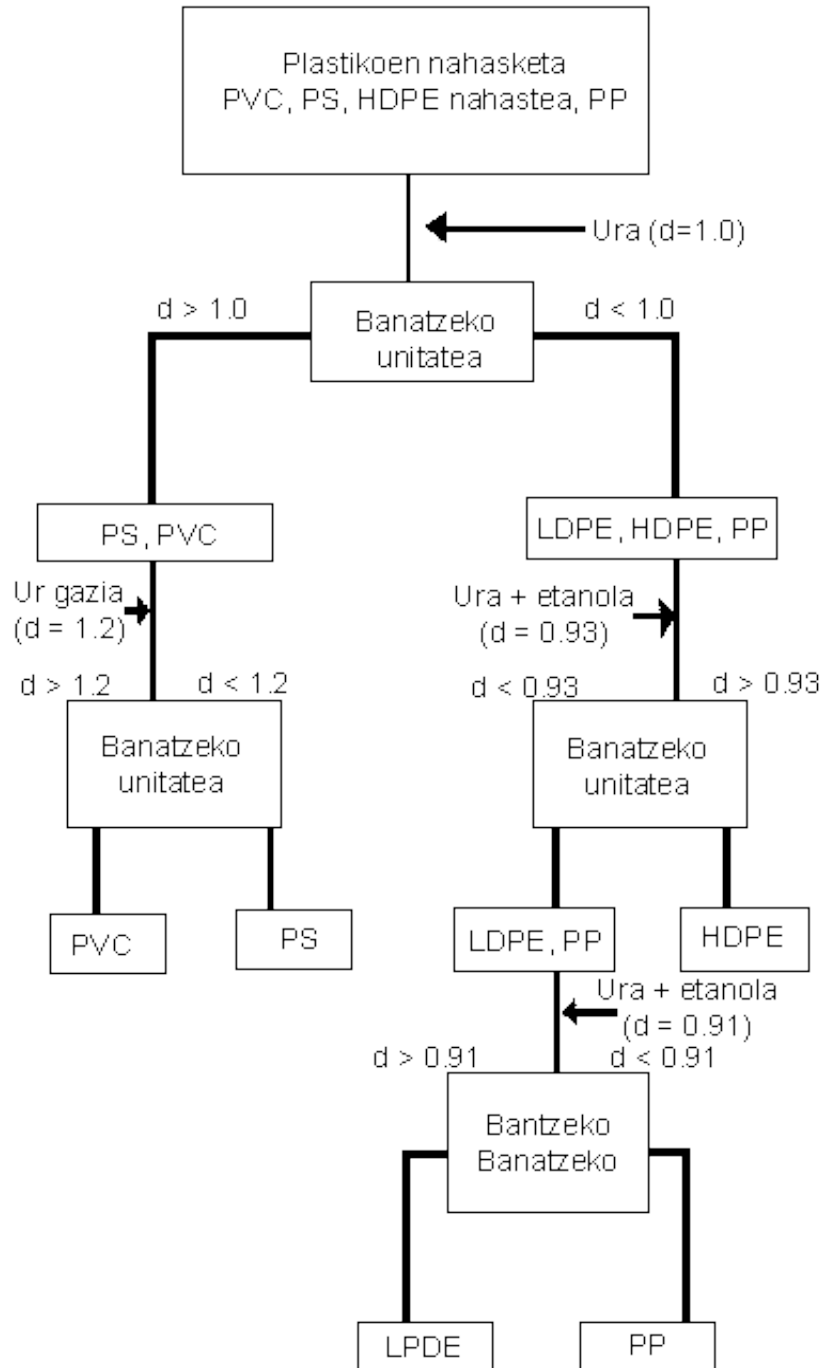 Plastikoen nahasketa
PVC, PS, HDPE nahastea, PP
Ura (d=1.0)
d > 1.0
d < 1.0
Banatzeko
unitatea
PS, PVC
LDPE, HDPE, PP
Ur gazia
(d = 1.2)
Ura + etanola
(d = 0.93)
d > 1.2
d < 1.2
d < 0.93
d > 0.93
Banatzeko
unitatea
Banatzeko
unitatea
PVC
PS
LDPE, PP
HDPE
Ura + etanola
(d = 0.91)
d > 0.91
d < 0.91
Bantzeko
Banatzeko
LPDE
PP